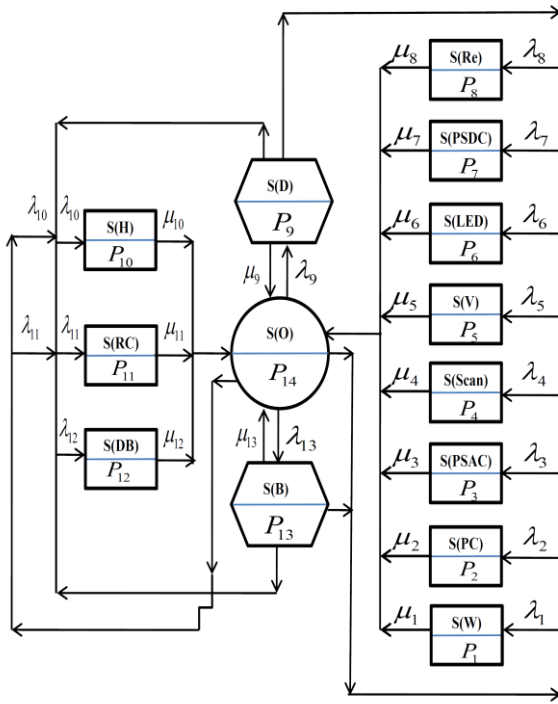 μ8 S(Re) λ8
P8
μ7 S(PSDC) λ7
P7
S(D)
P9
λ10 λ10 S(H) μ10
P10
μ6 S(LED) λ6
P6
μ9 λ9
μ5 S(V) λ5
P5
λ11 λ11 S(RC) μ11
P11
S(O)
P14
μ4 S(Scan) λ4
P4
λ12 S(DB) μ12
P12
μ13 λ13
μ3 S(PSAC) λ3
P3
S(B)
P13
μ2 S(PC) λ2
P2
μ1 S(W) λ1
P1